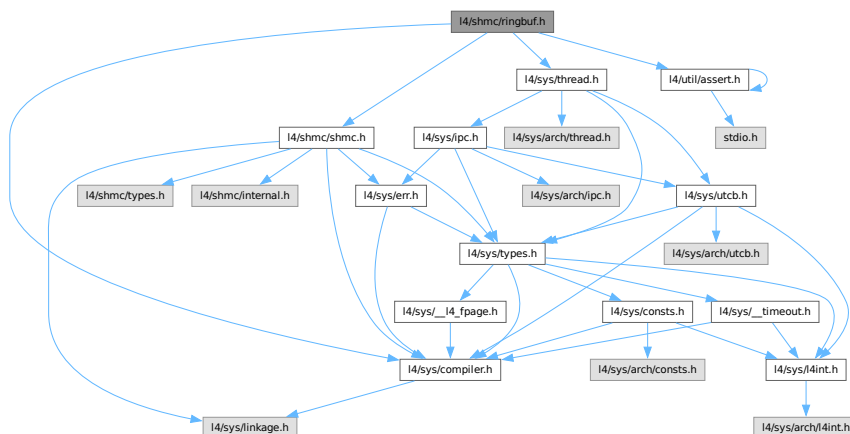 l4/shmc/ringbuf.h
l4/sys/thread.h
l4/util/assert.h
l4/shmc/shmc.h
l4/sys/ipc.h
l4/sys/arch/thread.h
stdio.h
l4/shmc/types.h
l4/shmc/internal.h
l4/sys/err.h
l4/sys/arch/ipc.h
l4/sys/utcb.h
l4/sys/types.h
l4/sys/arch/utcb.h
l4/sys/__l4_fpage.h
l4/sys/consts.h
l4/sys/__timeout.h
l4/sys/compiler.h
l4/sys/arch/consts.h
l4/sys/l4int.h
l4/sys/linkage.h
l4/sys/arch/l4int.h